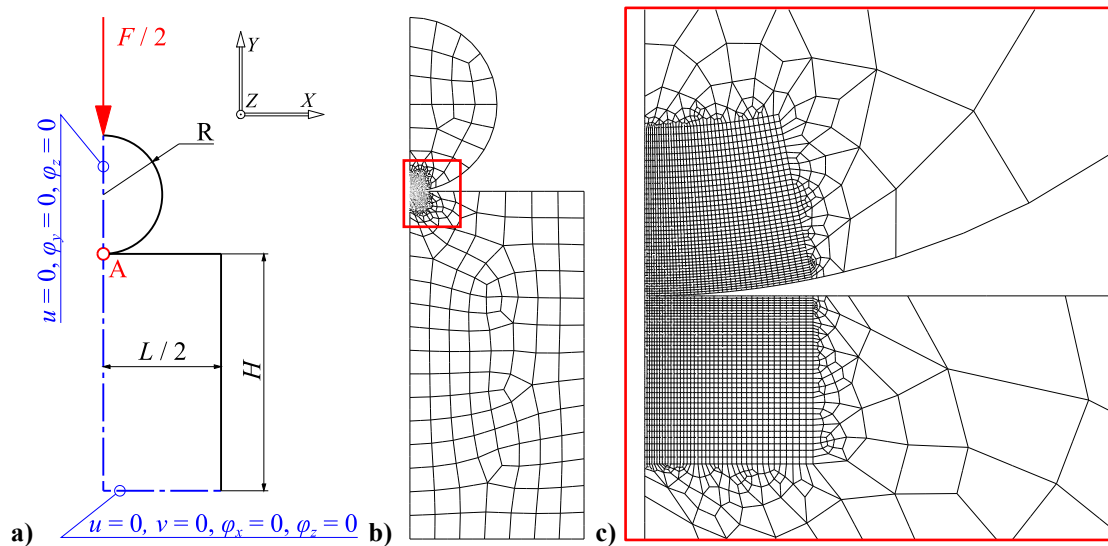 F / 2
Y
Z
X
R
u = 0, φy = 0, φz = 0
A
L / 2
H
u = 0, v = 0, φx = 0, φz = 0
a)
b)
c)